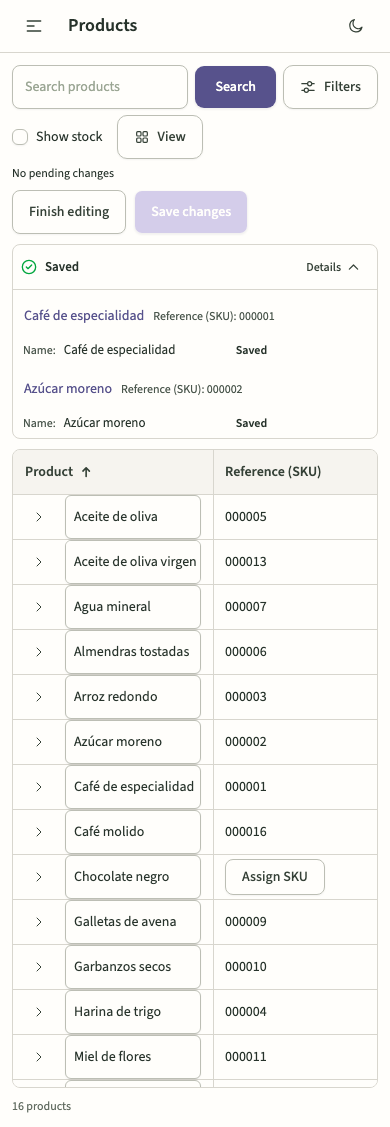 Products
Search products
Search
Filters
Show stock
View
No pending changes
Finish editing
Save changes
Saved
Details
Café de especialidad Reference (SKU): 000001
Name: Café de especialidad Saved
Azúcar moreno Reference (SKU): 000002
Name: Azúcar moreno Saved
Product Reference (SKU)
Aceite de oliva 000005
Aceite de oliva virgen 000013
Agua mineral 000007
Almendras tostadas 000006
Arroz redondo 000003
Azúcar moreno 000002
Café de especialidad 000001
Café molido 000016
Chocolate negro Assign SKU
Galletas de avena 000009
Garbanzos secos 000010
Harina de trigo 000004
Miel de flores 000011
16 products